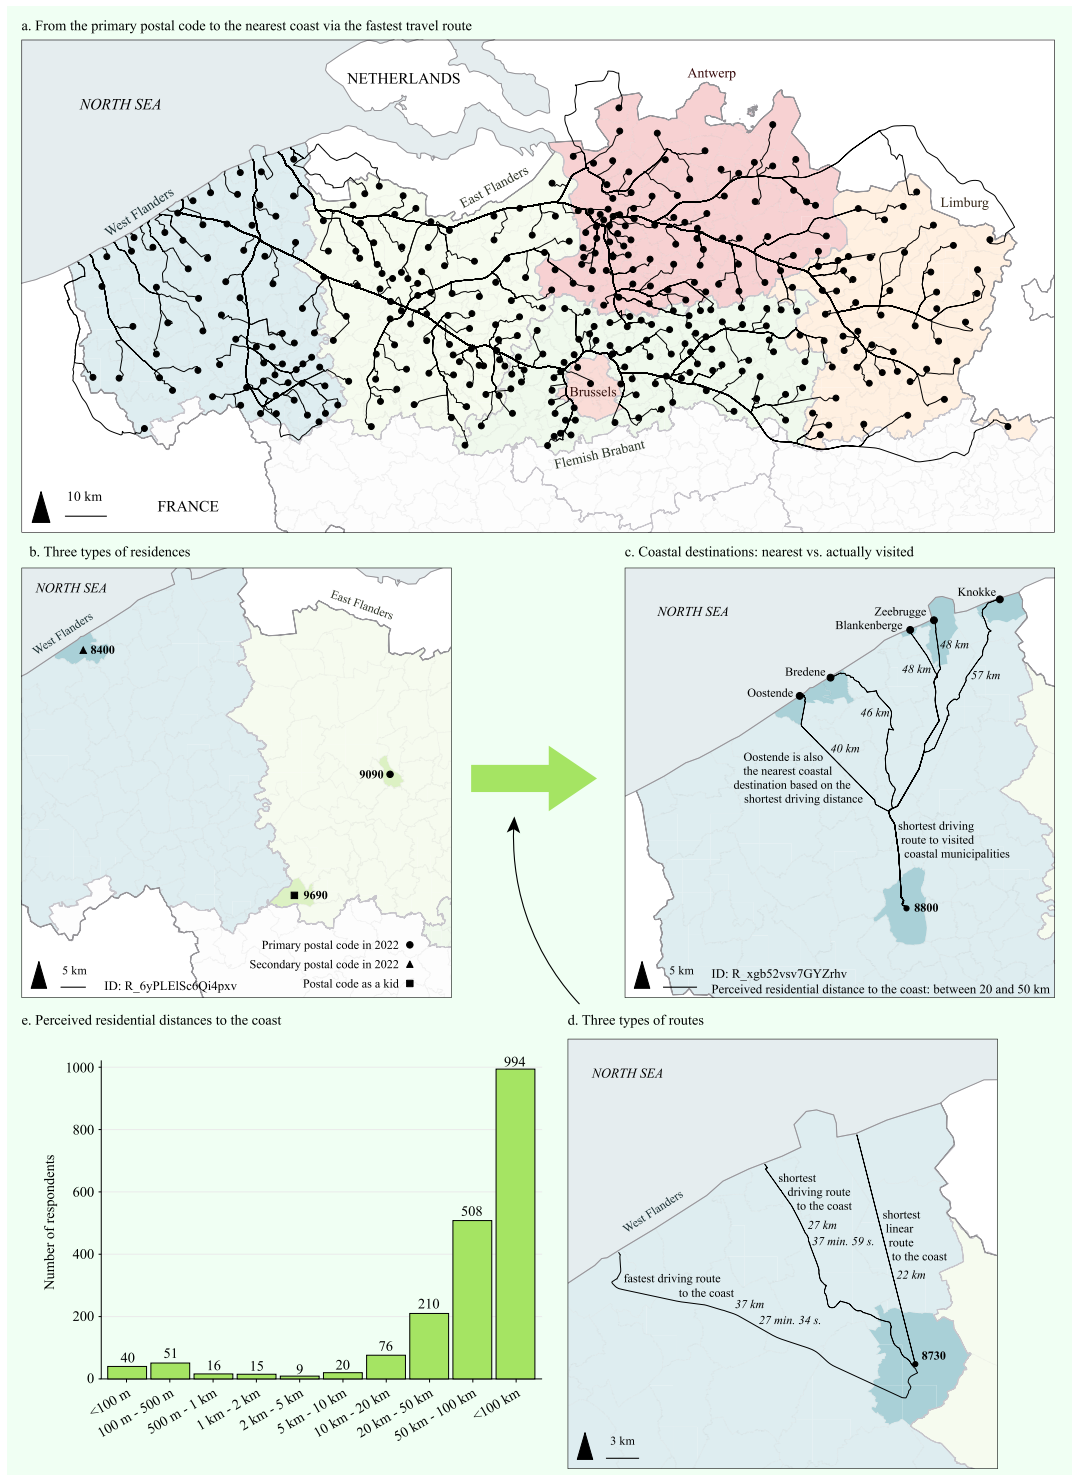 a. From the primary postal code to the nearest coast via the fastest travel route
NETHERLANDS
NORTH SEA
Antwerp
West Flanders
East Flanders
Limburg
Brussels
Flemish Brabant
10 km
FRANCE
b. Three types of residences
NORTH SEA
West Flanders
East Flanders
8400
9090
9690
Primary postal code in 2022
Secondary postal code in 2022
Postal code as a kid
5 km
ID: R_6yPLElSc6Qi4pxv
c. Coastal destinations: nearest vs. actually visited
NORTH SEA
Knokke
Zeebrugge
Blankenberge
48 km
48 km
57 km
Bredene
Oostende
46 km
40 km
Oostende is also
the nearest coastal
destination based on the
shortest driving distance
shortest driving
route to visited
coastal municipalities
8800
5 km
ID: R_xgb52vsv7GYZrhv
Perceived residential distance to the coast: between 20 and 50 km
e. Perceived residential distances to the coast
Number of respondents
1000
800
600
400
200
0
40
51
16
15
9
20
76
210
508
994
<100 m
100 m - 500 m
500 m - 1 km
1 km - 2 km
2 km - 5 km
5 km - 10 km
10 km - 20 km
20 km - 50 km
50 km - 100 km
<100 km
d. Three types of routes
NORTH SEA
West Flanders
shortest
driving route
to the coast
27 km
37 min. 59 s.
shortest
linear
route
to the coast
22 km
fastest driving route
to the coast
37 km
27 min. 34 s.
8730
3 km